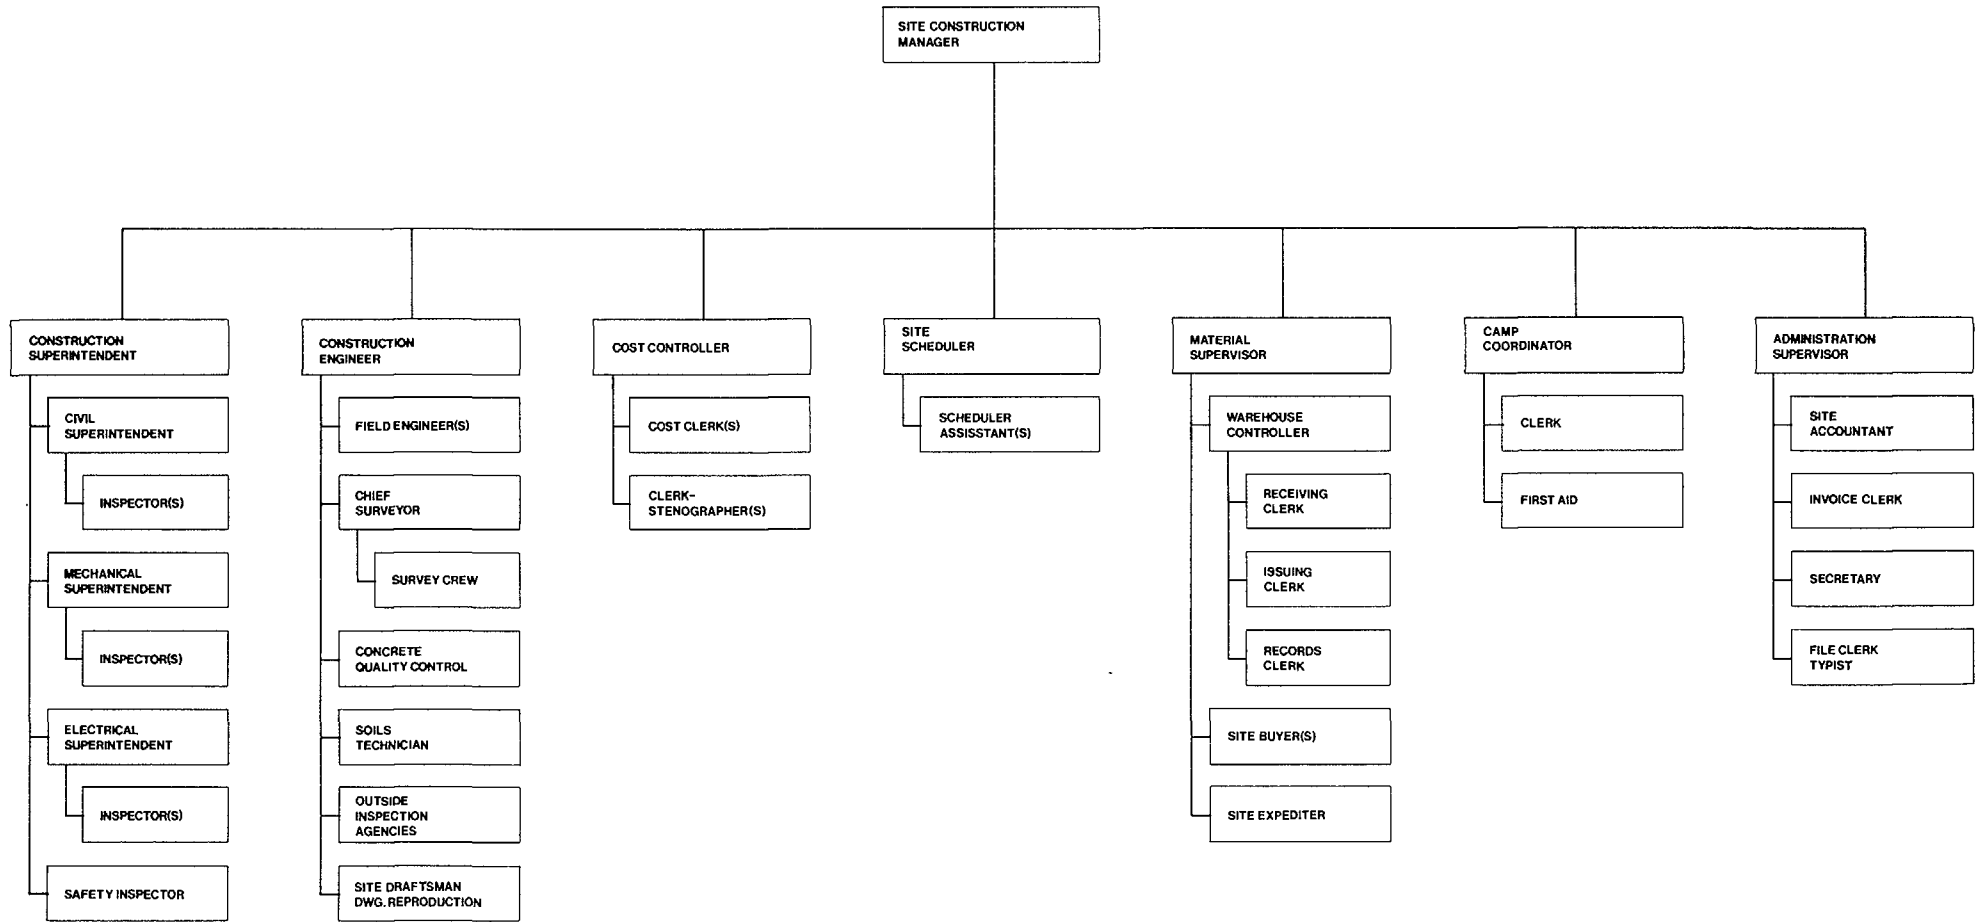 SITE CONSTRUCTION
MANAGER
CONSTRUCTION
SUPERINTENDENT
CIVIL
SUPERINTENDENT
INSPECTOR(S)
MECHANICAL
SUPERINTENDENT
INSPECTOR(S)
ELECTRICAL
SUPERINTENDENT
INSPECTOR(S)
SAFETY INSPECTOR
CONSTRUCTION
ENGINEER
FIELD ENGINEER(S)
CHIEF
SURVEYOR
SURVEY CREW
CONCRETE
QUALITY CONTROL
SOILS
TECHNICIAN
OUTSIDE
INSPECTION
AGENCIES
SITE DRAFTSMAN
DWG. REPRODUCTION
COST CONTROLLER
COST CLERK(S)
CLERK-
STENOGRAPHER(S)
SITE
SCHEDULER
SCHEDULER
ASSISSTANT(S)
MATERIAL
SUPERVISOR
WAREHOUSE
CONTROLLER
RECEIVING
CLERK
ISSUING
CLERK
RECORDS
CLERK
SITE BUYER(S)
SITE EXPEDITER
CAMP
COORDINATOR
CLERK
FIRST AID
ADMINISTRATION
SUPERVISOR
SITE
ACCOUNTANT
INVOICE CLERK
SECRETARY
FILE CLERK
TYPIST